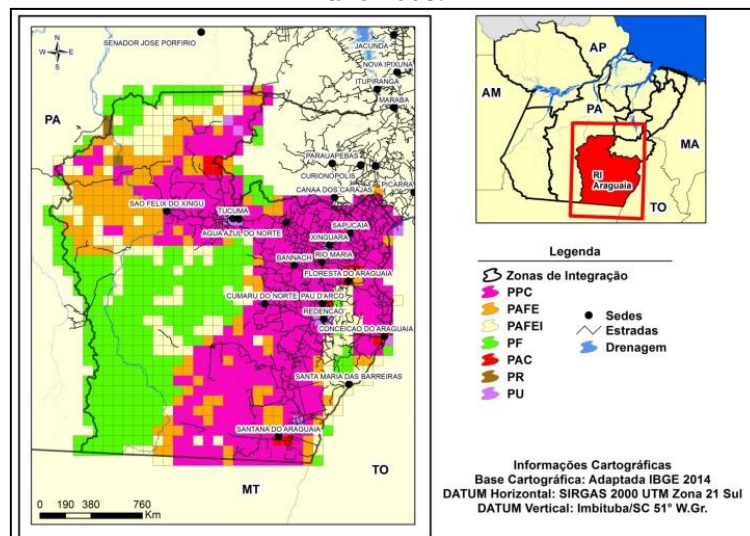 N
W E
S
SENADOR JOSE PORFIRIO
JACUNDA
NOVA IPIXUNA
ITUPIRANGA
MARABA
PA
PARAUAPEBAS
CURIONOPOLIS
CANAA DOS CARAJAS
PICARRA
SAO FELIX DO XINGU
TUCUMA
AGUA AZUL DO NORTE
SAPUCAIA
XINGUARA
RIO MARIA
BANNACH
FLORESTA DO ARAGUAIA
CUMARU DO NORTE
PAU D'ARCO
REDENCAO
CONCEICAO DO ARAGUAIA
SANTA MARIA DAS BARREIRAS
SANTANA DO ARAGUAIA
TO
MT
0 190 380 760
Km
AP
AM
PA
MA
RI
Araguaia
TO
Legenda
Zonas de Integração
PPC
PAFE
PAFEI
PF
PAC
PR
PU
Sedes
Estradas
Drenagem
Informações Cartográficas
Base Cartográfica: Adaptada IBGE 2014
DATUM Horizontal: SIRGAS 2000 UTM Zona 21 Sul
DATUM Vertical: Imbituba/SC 51° W.Gr.